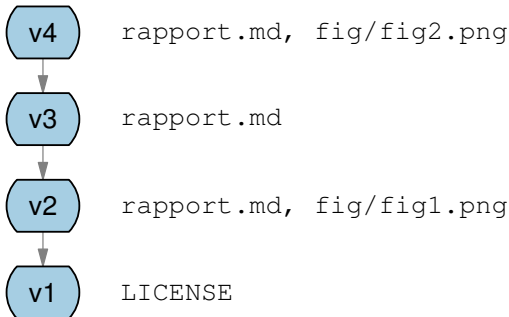 v4 rapport.md, fig/fig2.png
v3 rapport.md
v2 rapport.md, fig/fig1.png
v1 LICENSE